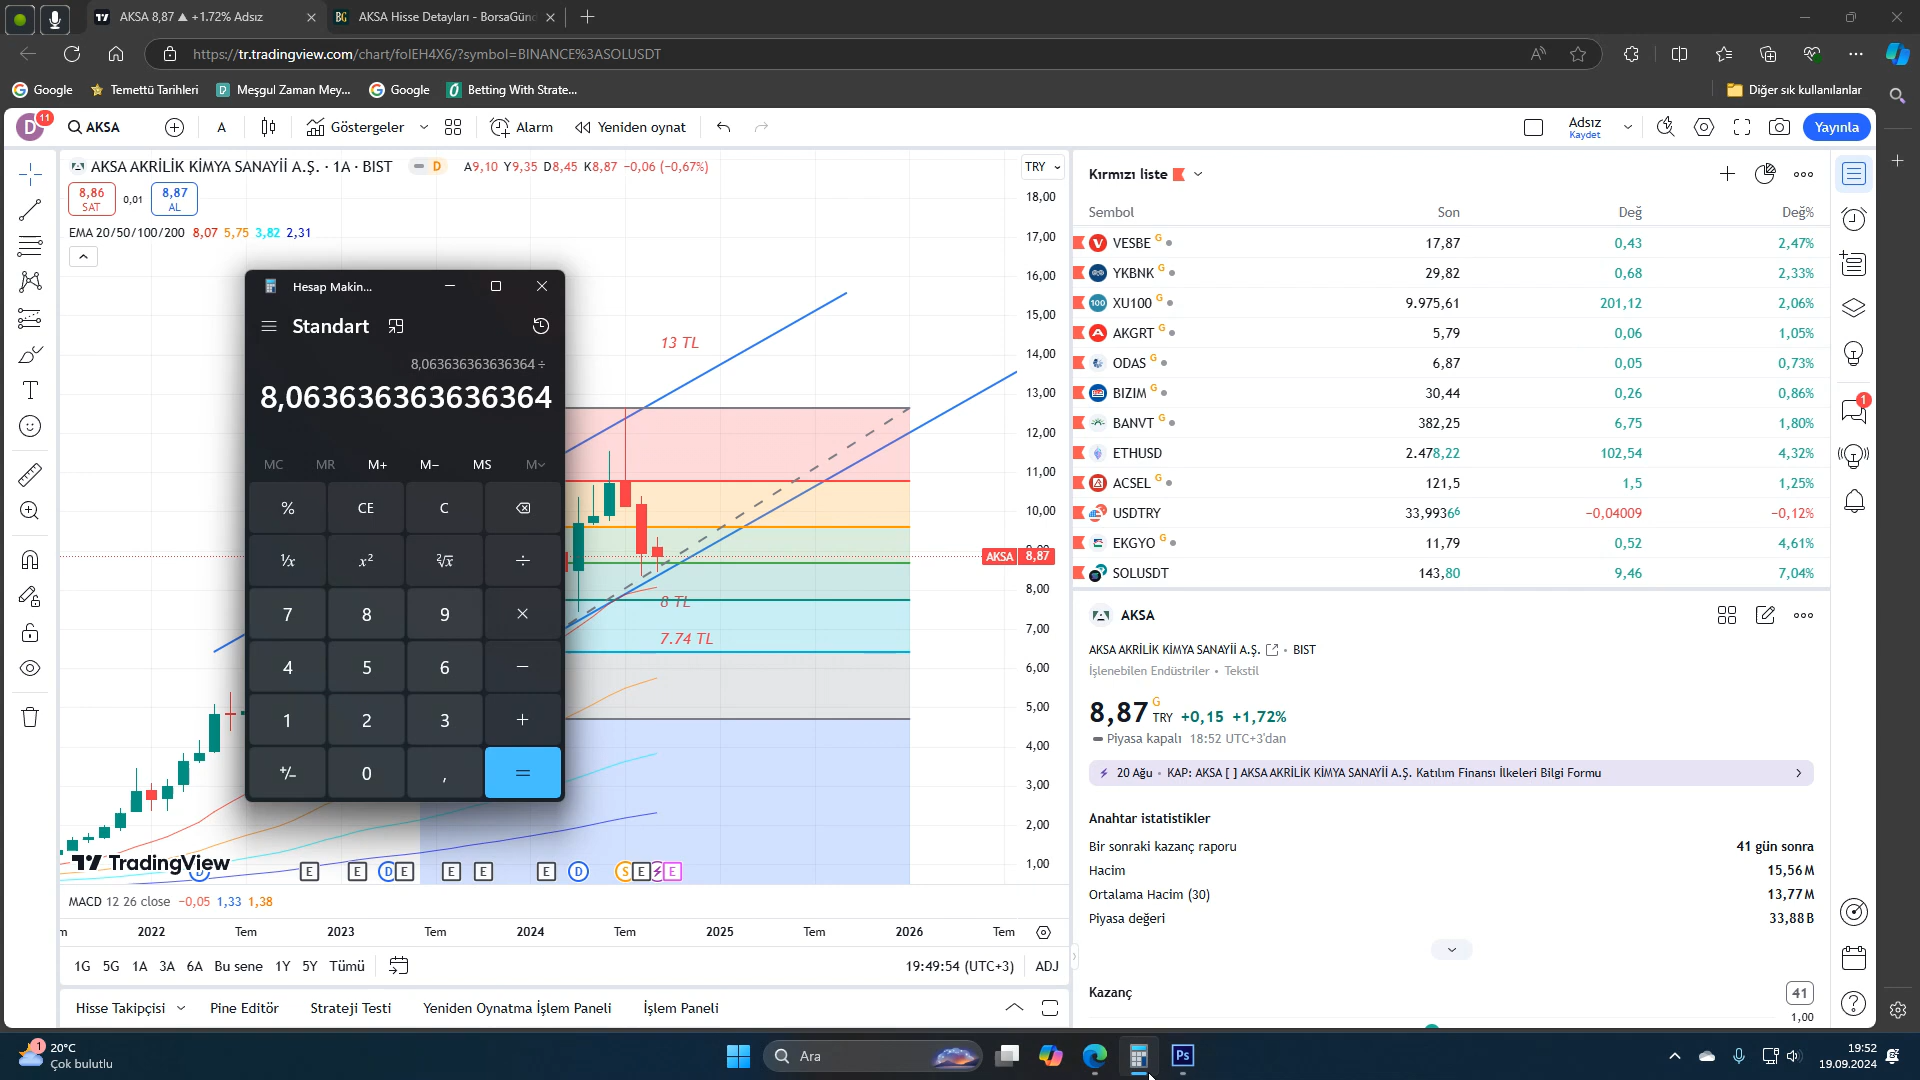 AKSA 8,87 ▲ +1.72% Adsız
AKSA Hisse Detayları - BorsaGünd
https://tr.tradingview.com/chart/folEH4X6/?symbol=BINANCE%3ASOLUSDT
Google
Temettü Tarihleri
Meşgul Zaman Mey...
Google
Betting With Strate...
Diğer sık kullanılanlar
D 11
AKSA
A
Göstergeler
Alarm
Yeniden oynat
Adsız
Kaydet
Yayınla
AKSA AKRİLİK KİMYA SANAYİİ A.Ş. · 1A · BIST
D
A9,10 Y9,35 D8,45 K8,87 −0,06 (−0,67%)
TRY
8,86
SAT
0,01
8,87
AL
EMA 20/50/100/200 8,07 5,75 3,82 2,31
18,00
17,00
16,00
15,00
14,00
13,00
12,00
11,00
10,00
AKSA 8,87
8,00
7,00
6,00
5,00
4,00
3,00
2,00
1,00
13 TL
8 TL
7.74 TL
Hesap Makin...
Standart
8,063636363636364 ÷
8,063636363636364
MC MR M+ M− MS M
% CE C
⅟x x² ²√x ÷
7 8 9 ×
4 5 6 −
1 2 3 +
+/− 0 , =
TradingView
D E E D E E E E D S E E
MACD 12 26 close −0,05 1,33 1,38
2022 Tem 2023 Tem 2024 Tem 2025 Tem 2026 Tem
1G 5G 1A 3A 6A Bu sene 1Y 5Y Tümü
19:49:54 (UTC+3) ADJ
Hisse Takipçisi
Pine Editör
Strateji Testi
Yeniden Oynatma İşlem Paneli
İşlem Paneli
Kırmızı liste
Sembol Son Değ Değ%
VESBE G 17,87 0,43 2,47%
YKBNK G 29,82 0,68 2,33%
100 XU100 G 9.975,61 201,12 2,06%
AKGRT G 5,79 0,06 1,05%
ODAS G 6,87 0,05 0,73%
BIZIM G 30,44 0,26 0,86%
BANVT G 382,25 6,75 1,80%
ETHUSD 2.478,22 102,54 4,32%
ACSEL G 121,5 1,5 1,25%
USDTRY 33,9936⁶ −0,04009 −0,12%
EKGYO G 11,79 0,52 4,61%
SOLUSDT 143,80 9,46 7,04%
AKSA
AKSA AKRİLİK KİMYA SANAYİİ A.Ş. · BIST
İşlenebilen Endüstriler • Tekstil
8,87 G TRY +0,15 +1,72%
Piyasa kapalı 18:52 UTC+3'dan
20 Ağu · KAP: AKSA [ ] AKSA AKRİLİK KİMYA SANAYİİ A.Ş. Katılım Finansı İlkeleri Bilgi Formu
Anahtar istatistikler
Bir sonraki kazanç raporu 41 gün sonra
Hacim 15,56M
Ortalama Hacim (30) 13,77M
Piyasa değeri 33,88B
Kazanç 41
1,00
1
1
20°C
Çok bulutlu
Ara
Ps
19:52
19.09.2024